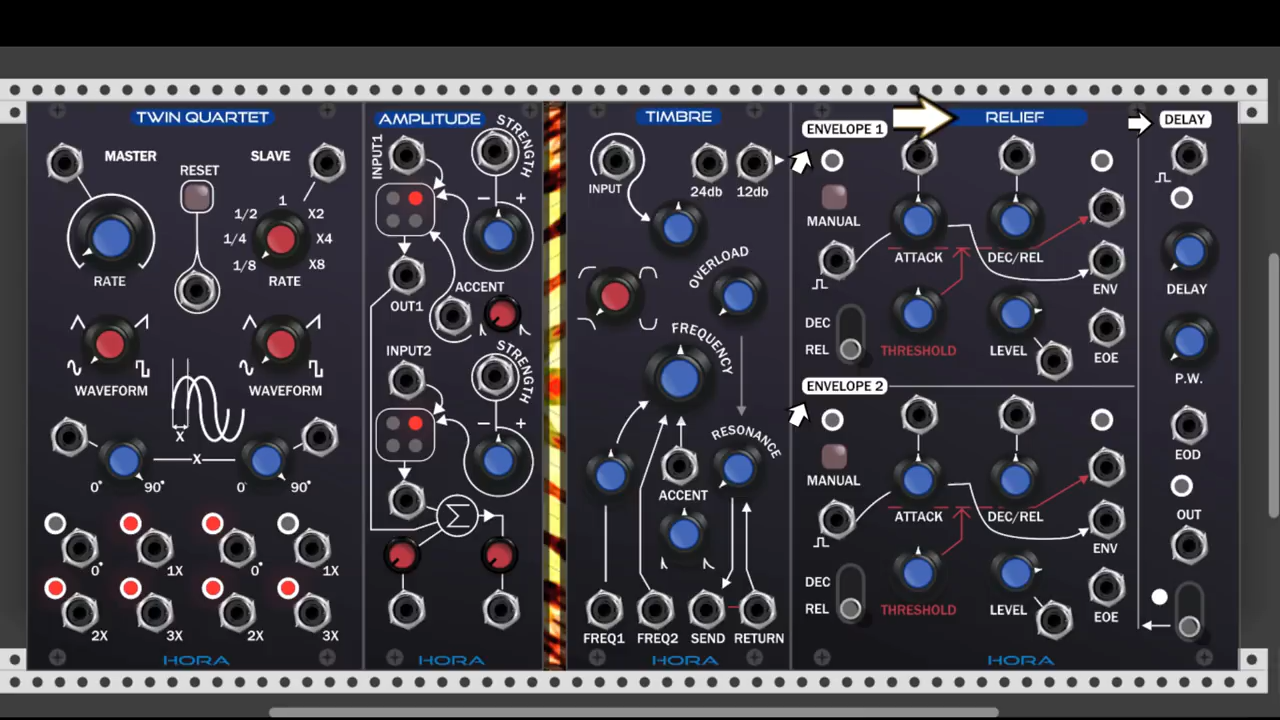 TWIN QUARTET
MASTER
SLAVE
RESET
1
1/2
X2
1/4
X4
1/8
X8
RATE
RATE
WAVEFORM
WAVEFORM
X
X
0° 90°
0° 90°
0° 1X 0° 1X
2X 3X 2X 3X
HORA
AMPLITUDE
INPUT1
STRENGTH
− +
OUT1
ACCENT
INPUT2
STRENGTH
− +
Σ
HORA
TIMBRE
INPUT
24db
12db
OVERLOAD
FREQUENCY
RESONANCE
ACCENT
FREQ1 FREQ2 SEND RETURN
HORA
RELIEF
ENVELOPE 1
MANUAL
ATTACK
DEC/REL
ENV
DEC
REL
THRESHOLD
LEVEL
EOE
ENVELOPE 2
MANUAL
ATTACK
DEC/REL
ENV
DEC
REL
THRESHOLD
LEVEL
EOE
HORA
DELAY
DELAY
P.W.
EOD
OUT